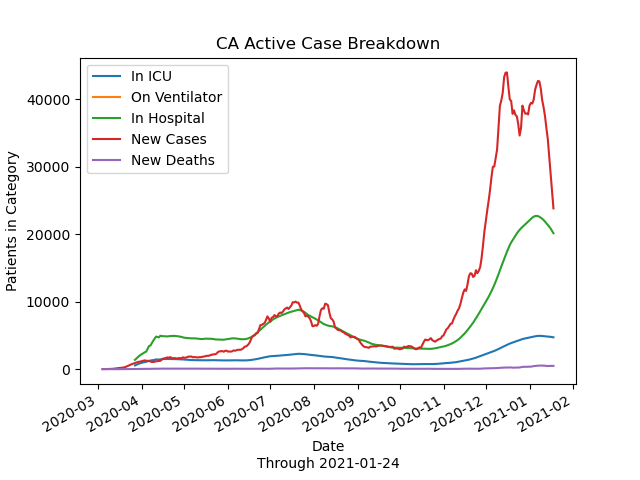 CA Active Case Breakdown
In ICU
On Ventilator
In Hospital
New Cases
New Deaths
Patients in Category
40000
30000
20000
10000
0
2020-03
2020-04
2020-05
2020-06
2020-07
2020-08
2020-09
2020-10
2020-11
2020-12
2021-01
2021-02
Date
Through 2021-01-24